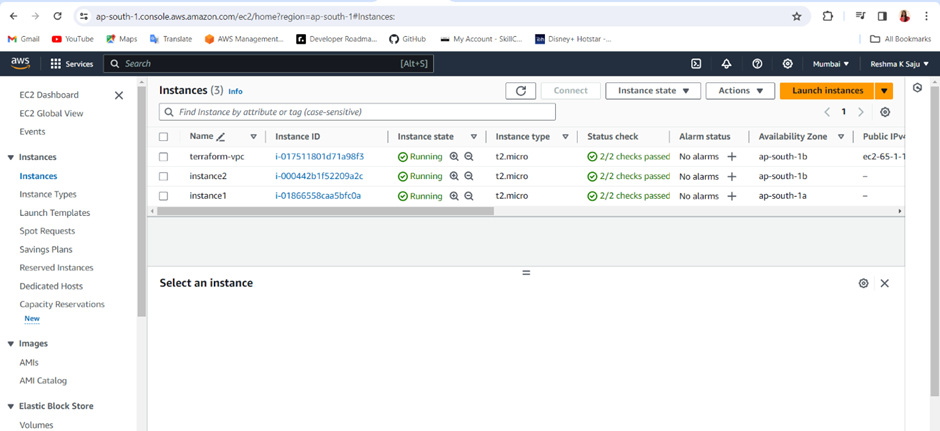 ap-south-1.console.aws.amazon.com/ec2/home?region=ap-south-1#Instances:
Gmail YouTube Maps Translate AWS Management... Developer Roadma... GitHub My Account - SkillC... Disney+ Hotstar -... All Bookmarks
aws Services Search [Alt+S] Mumbai Reshma K Saju
EC2 Dashboard
EC2 Global View
Events
Instances
Instances
Instance Types
Launch Templates
Spot Requests
Savings Plans
Reserved Instances
Dedicated Hosts
Capacity Reservations
New
Images
AMIs
AMI Catalog
Elastic Block Store
Volumes
Instances (3) Info Connect Instance state Actions Launch instances
Find Instance by attribute or tag (case-sensitive) 1
Name Instance ID Instance state Instance type Status check Alarm status Availability Zone Public IPv4
terraform-vpc i-017511801d71a98f3 Running t2.micro 2/2 checks passed No alarms + ap-south-1b ec2-65-1-1
instance2 i-000442b1f52209a2c Running t2.micro 2/2 checks passed No alarms + ap-south-1b –
instance1 i-01866558caa5bfc0a Running t2.micro 2/2 checks passed No alarms + ap-south-1a –
Select an instance